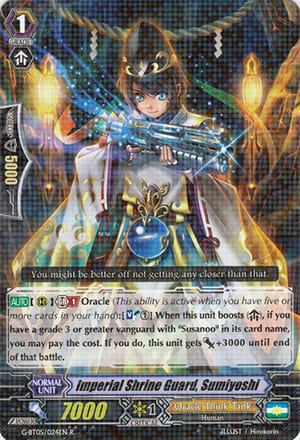 1
GRADE
SHIELD
5000
You might be better off not getting any closer than that.
AUTO [ ] 1 Oracle (This ability is active when you have five or
more cards in your hand):[V 1] When this unit boosts ( ), if you
have a grade 3 or greater vanguard with "Susanoo" in its card name,
you may pay the cost. If you do, this unit gets +3000 until end
of that battle.
NORMAL
UNIT
Imperial Shrine Guard, Sumiyoshi
POWER
7000
1
CRITICAL
Oracle Think Tank
Human
G-BT05/024EN R
ILLUST / Hirokorin